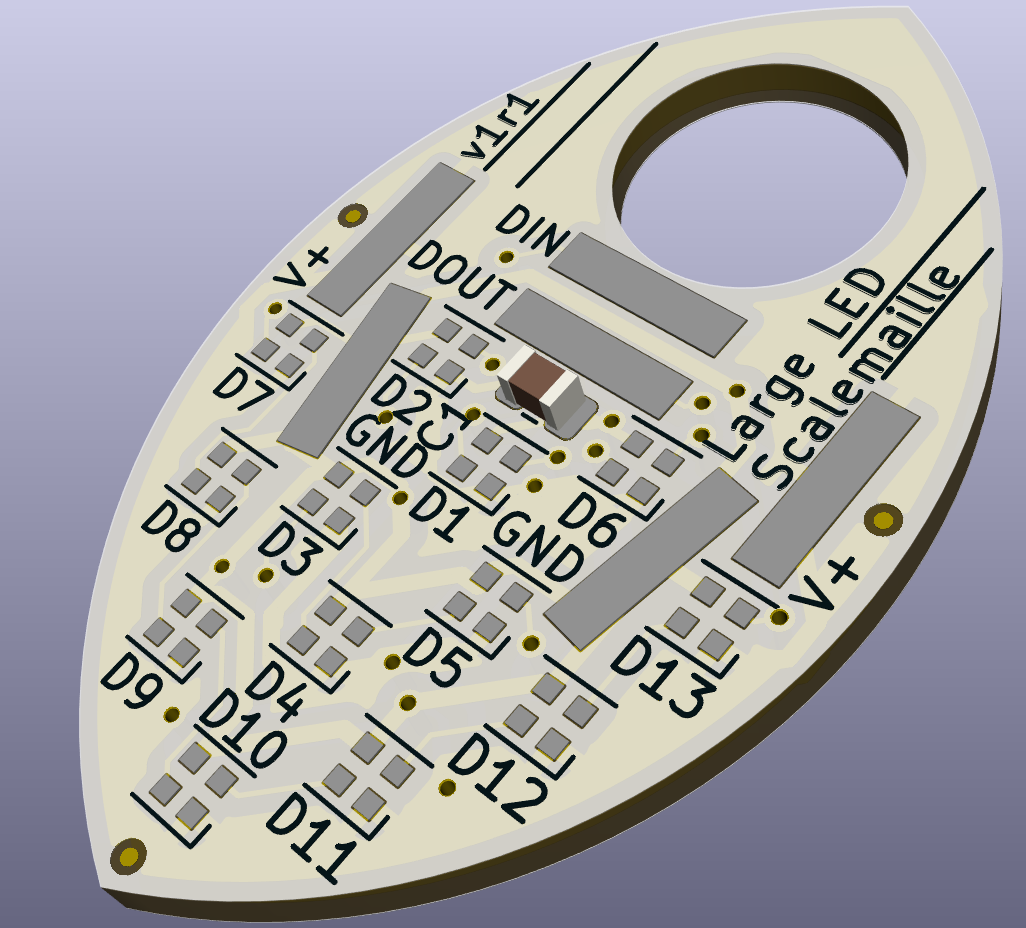 v1r1
DIN
DOUT
V+
Large LED
Scalemaille
D7
D2
C1
GND
D1
D6
GND
V+
D8
D3
D5
D13
D9
D4
D10
D12
D11